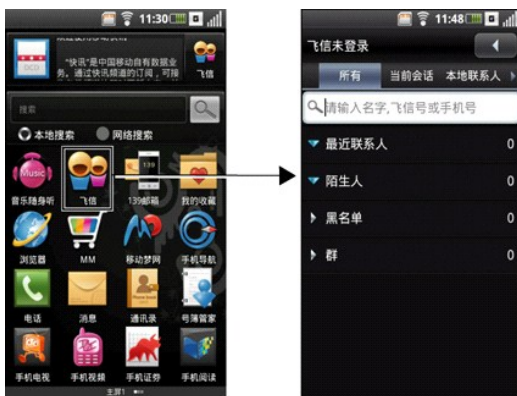 11:30
"快讯"是中国移动自有数据业
务。通过快讯频道的订阅，可接
飞信
搜索
本地搜索
网络搜索
Music
139
音乐随身听
飞信
139邮箱
我的收藏
浏览器
MM
移动梦网
手机导航
Phone book
电话
消息
通讯录
号簿管家
手机电视
手机视频
手机证券
手机阅读
主屏1
11:48
飞信未登录
所有
当前会话
本地联系人
请输入名字,飞信号或手机号
最近联系人 0
陌生人 0
黑名单 0
群 0